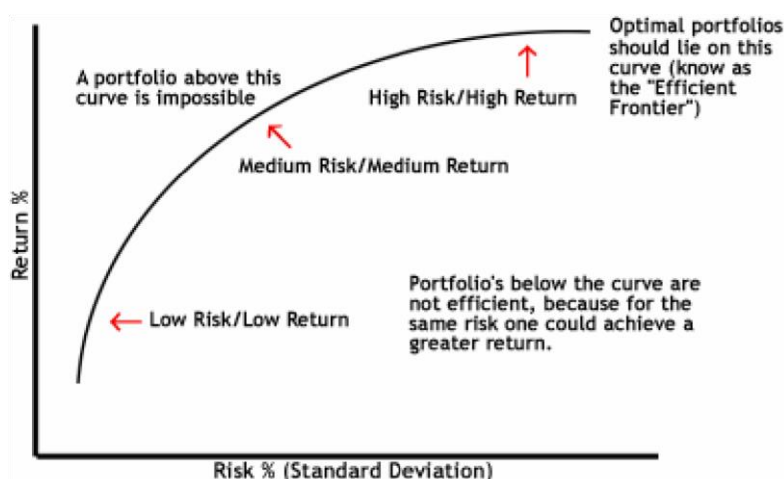 Optimal portfolios
should lie on this
curve (know as
the "Efficient
Frontier")
A portfolio above this
curve is impossible
High Risk/High Return
Medium Risk/Medium Return
Low Risk/Low Return
Portfolio's below the curve are
not efficient, because for the
same risk one could achieve a
greater return.
Return %
Risk % (Standard Deviation)